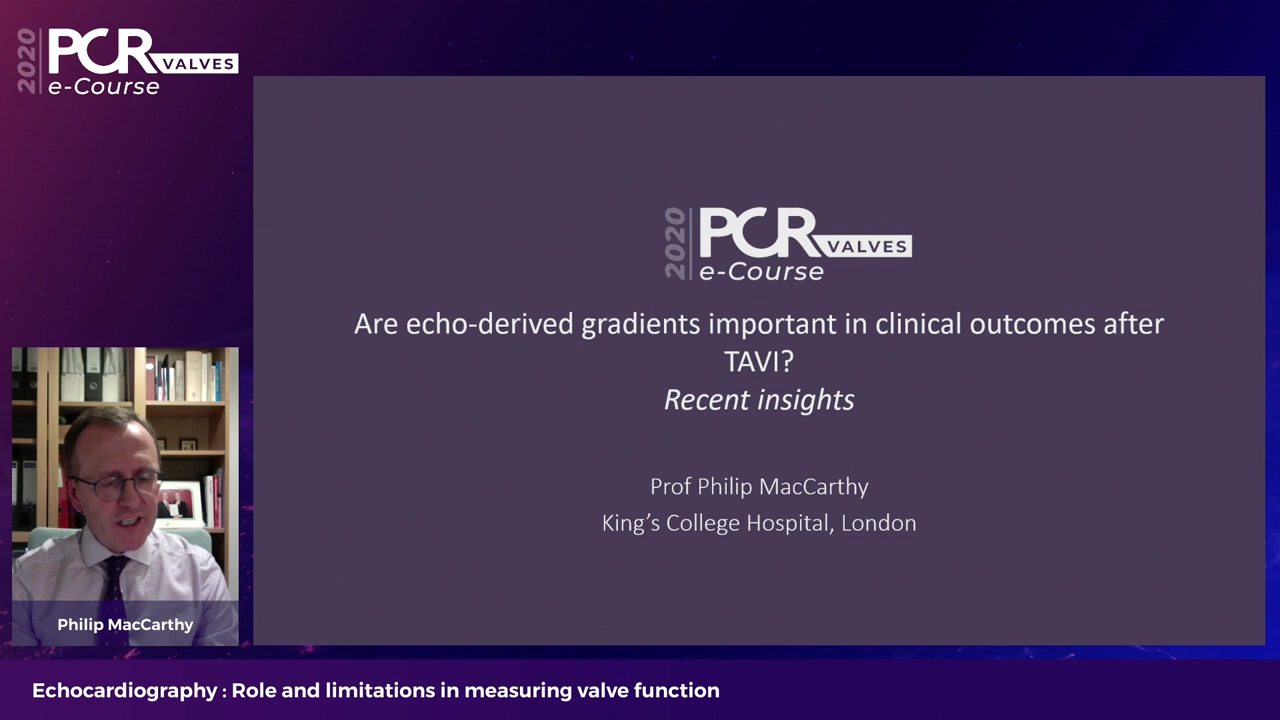 2020
PCR
VALVES
e-Course
2020
PCR
VALVES
e-Course
Are echo-derived gradients important in clinical outcomes after
TAVI?
Recent insights
Prof Philip MacCarthy
King's College Hospital, London
Philip MacCarthy
Echocardiography : Role and limitations in measuring valve function